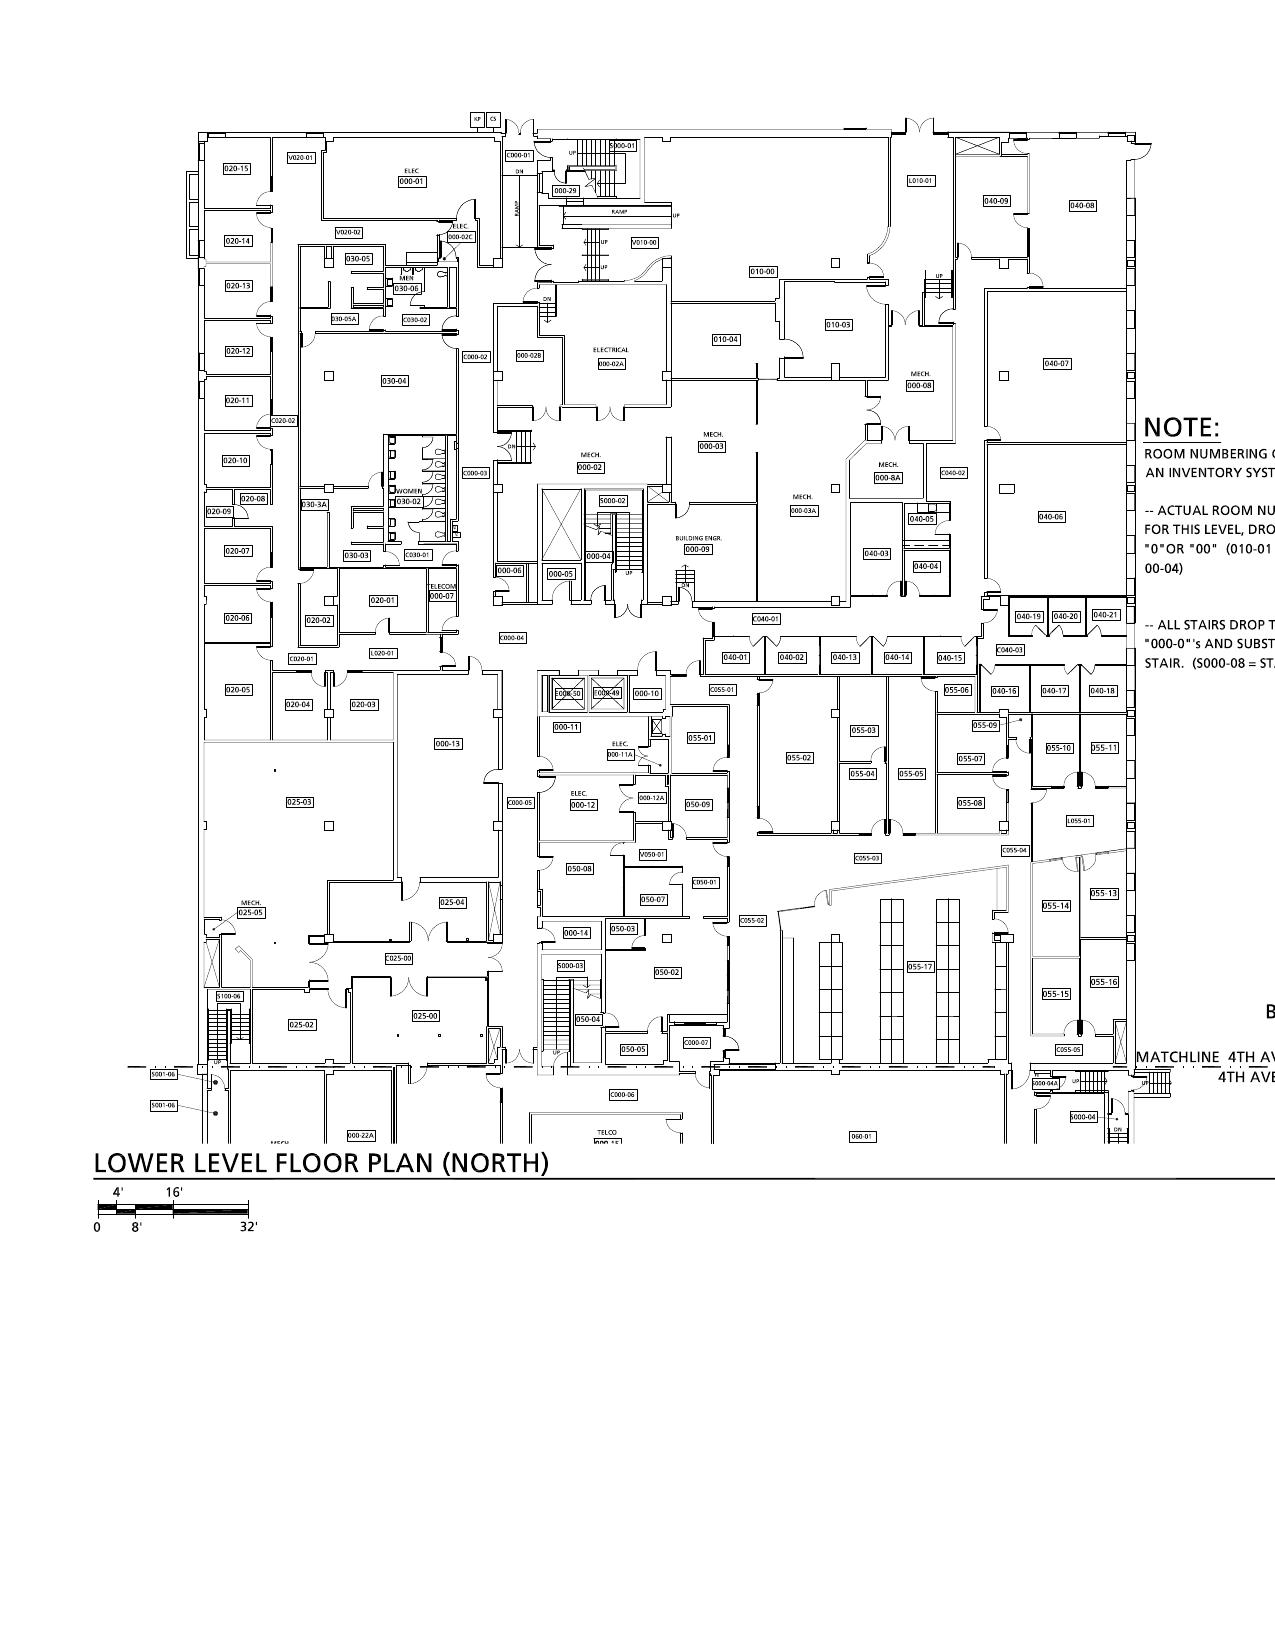 KP CS
C000-01
S000-01
UP
V020-01
020-15
ELEC
000-01
DN
000-29
L010-01
040-09
040-08
RAMP
RAMP
UP
V020-02
ELEC.
000-02C
020-14
UP
V010-00
030-05
UP
010-00
MEN
030-06
020-13
UP
DN
030-05A
C030-02
010-03
020-12
C000-02
000-02B
ELECTRICAL
000-02A
010-04
040-07
030-04
MECH.
000-08
020-11
C020-02
NOTE:
MECH.
000-03
DN
ROOM NUMBERING
MECH.
000-02
020-10
C000-03
MECH.
000-8A
C040-02
AN INVENTORY SYST
WOMEN
030-02
020-08
030-3A
S000-02
MECH.
000-03A
020-09
-- ACTUAL ROOM NU
040-05
040-06
FOR THIS LEVEL, DRO
020-07
030-03
C030-01
000-04
BUILDING ENGR.
000-09
040-03
"0"OR "00" (010-01
040-04
00-04)
000-06
000-05
UP
DN
TELECOM
000-07
020-01
020-06
020-02
C040-01
040-19
040-20
040-21
-- ALL STAIRS DROP T
C000-04
"000-0"'s AND SUBST
L020-01
C020-01
040-01
040-02
040-13
040-14
040-15
C040-03
STAIR. (S000-08 = ST
020-05
E000-50
E000-49
000-10
C055-01
055-06
040-16
040-17
040-18
020-04
020-03
000-11
055-09
000-13
ELEC.
000-11A
055-01
055-03
055-10
055-11
055-02
055-07
055-04
055-05
025-03
C000-05
ELEC.
000-12
000-12A
050-09
055-08
L055-01
V050-01
C055-03
C055-04
050-08
C050-01
050-07
055-13
MECH.
025-05
025-04
055-14
C055-02
050-03
000-14
C025-00
S000-03
050-02
055-17
055-16
S100-06
055-15
025-02
025-00
050-04
C000-07
050-05
UP
UP
C055-05
B
MATCHLINE 4TH AV
4TH AVE
S001-06
S000-04A
UP
UP
C000-06
S001-06
S000-04
DN
000-22A
TELCO
060-01
LOWER LEVEL FLOOR PLAN (NORTH)
4' 16'
0 8' 32'